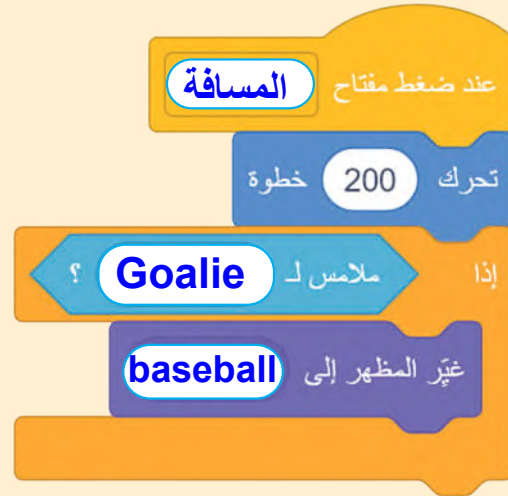 عند ضغط مفتاح المسافة
تحرك 200 خطوة
إذا ملامس لـ Goalie ؟
غيّر المظهر إلى baseball